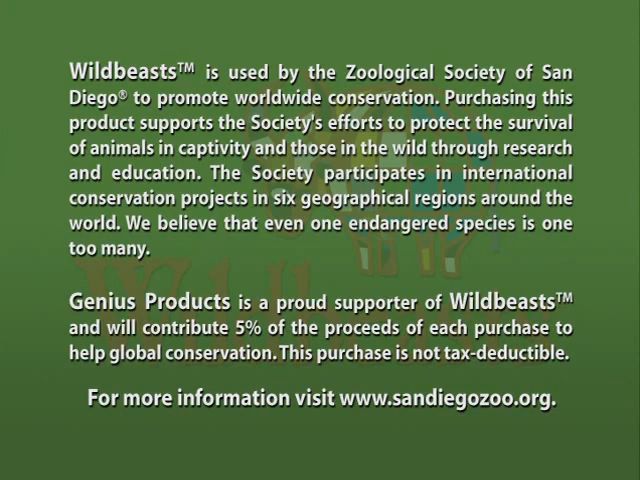 Wildbeasts™ is used by the Zoological Society of San
Diego® to promote worldwide conservation. Purchasing this
product supports the Society's efforts to protect the survival
of animals in captivity and those in the wild through research
and education. The Society participates in international
conservation projects in six geographical regions around the
world. We believe that even one endangered species is one
too many.
Genius Products is a proud supporter of Wildbeasts™
and will contribute 5% of the proceeds of each purchase to
help global conservation. This purchase is not tax-deductible.
For more information visit www.sandiegozoo.org.
Wildbeasts